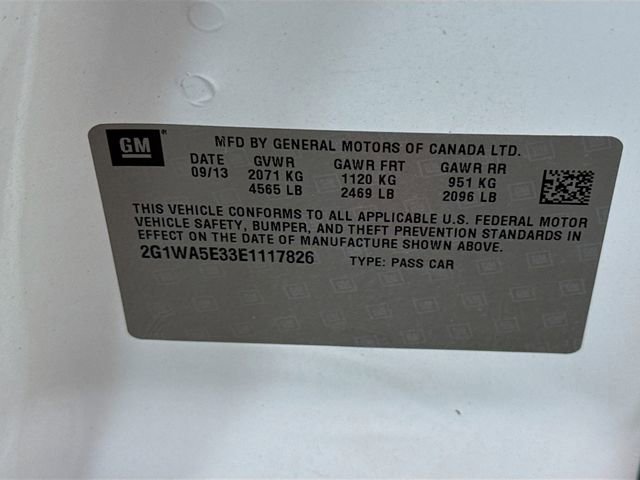 GM
MFD BY GENERAL MOTORS OF CANADA LTD.
DATE GVWR GAWR FRT GAWR RR
09/13 2071 KG 1120 KG 951 KG
4565 LB 2469 LB 2096 LB
THIS VEHICLE CONFORMS TO ALL APPLICABLE U.S. FEDERAL MOTOR
VEHICLE SAFETY, BUMPER, AND THEFT PREVENTION STANDARDS IN
EFFECT ON THE DATE OF MANUFACTURE SHOWN ABOVE.
2G1WA5E33E1117826 TYPE: PASS CAR